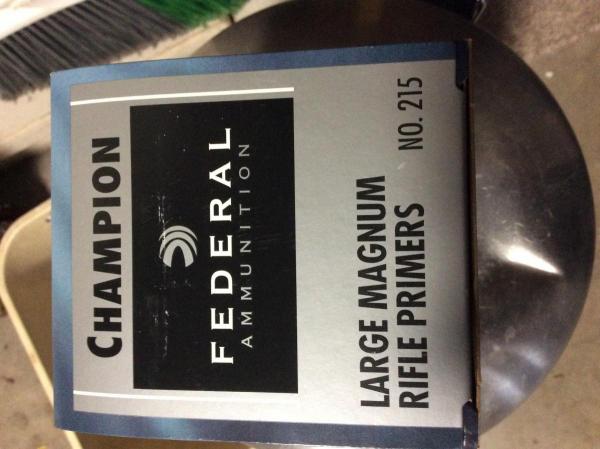 CHAMPION
FEDERAL
AMMUNITION
LARGE MAGNUM
RIFLE PRIMERS NO. 215